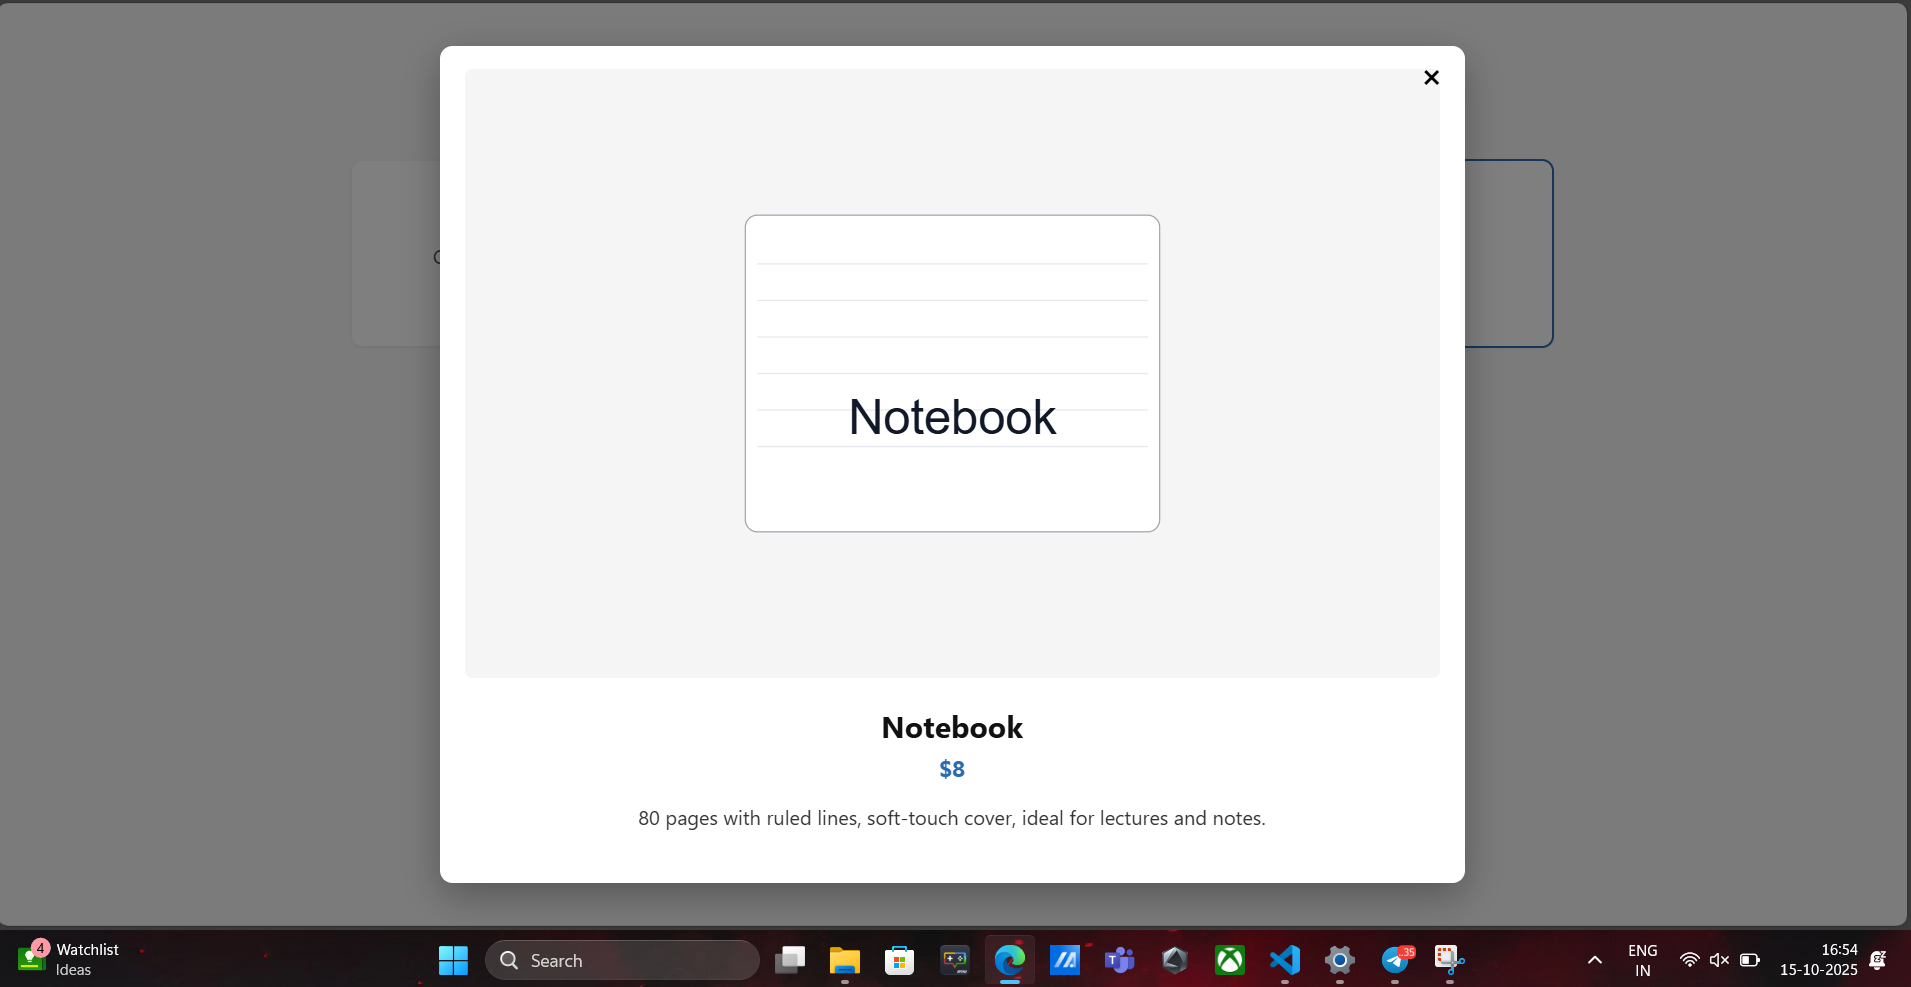 Notebook
Notebook
$8
80 pages with ruled lines, soft-touch cover, ideal for lectures and notes.
4
Watchlist
Ideas
Search
..35
ENG
IN
16:54
15-10-2025